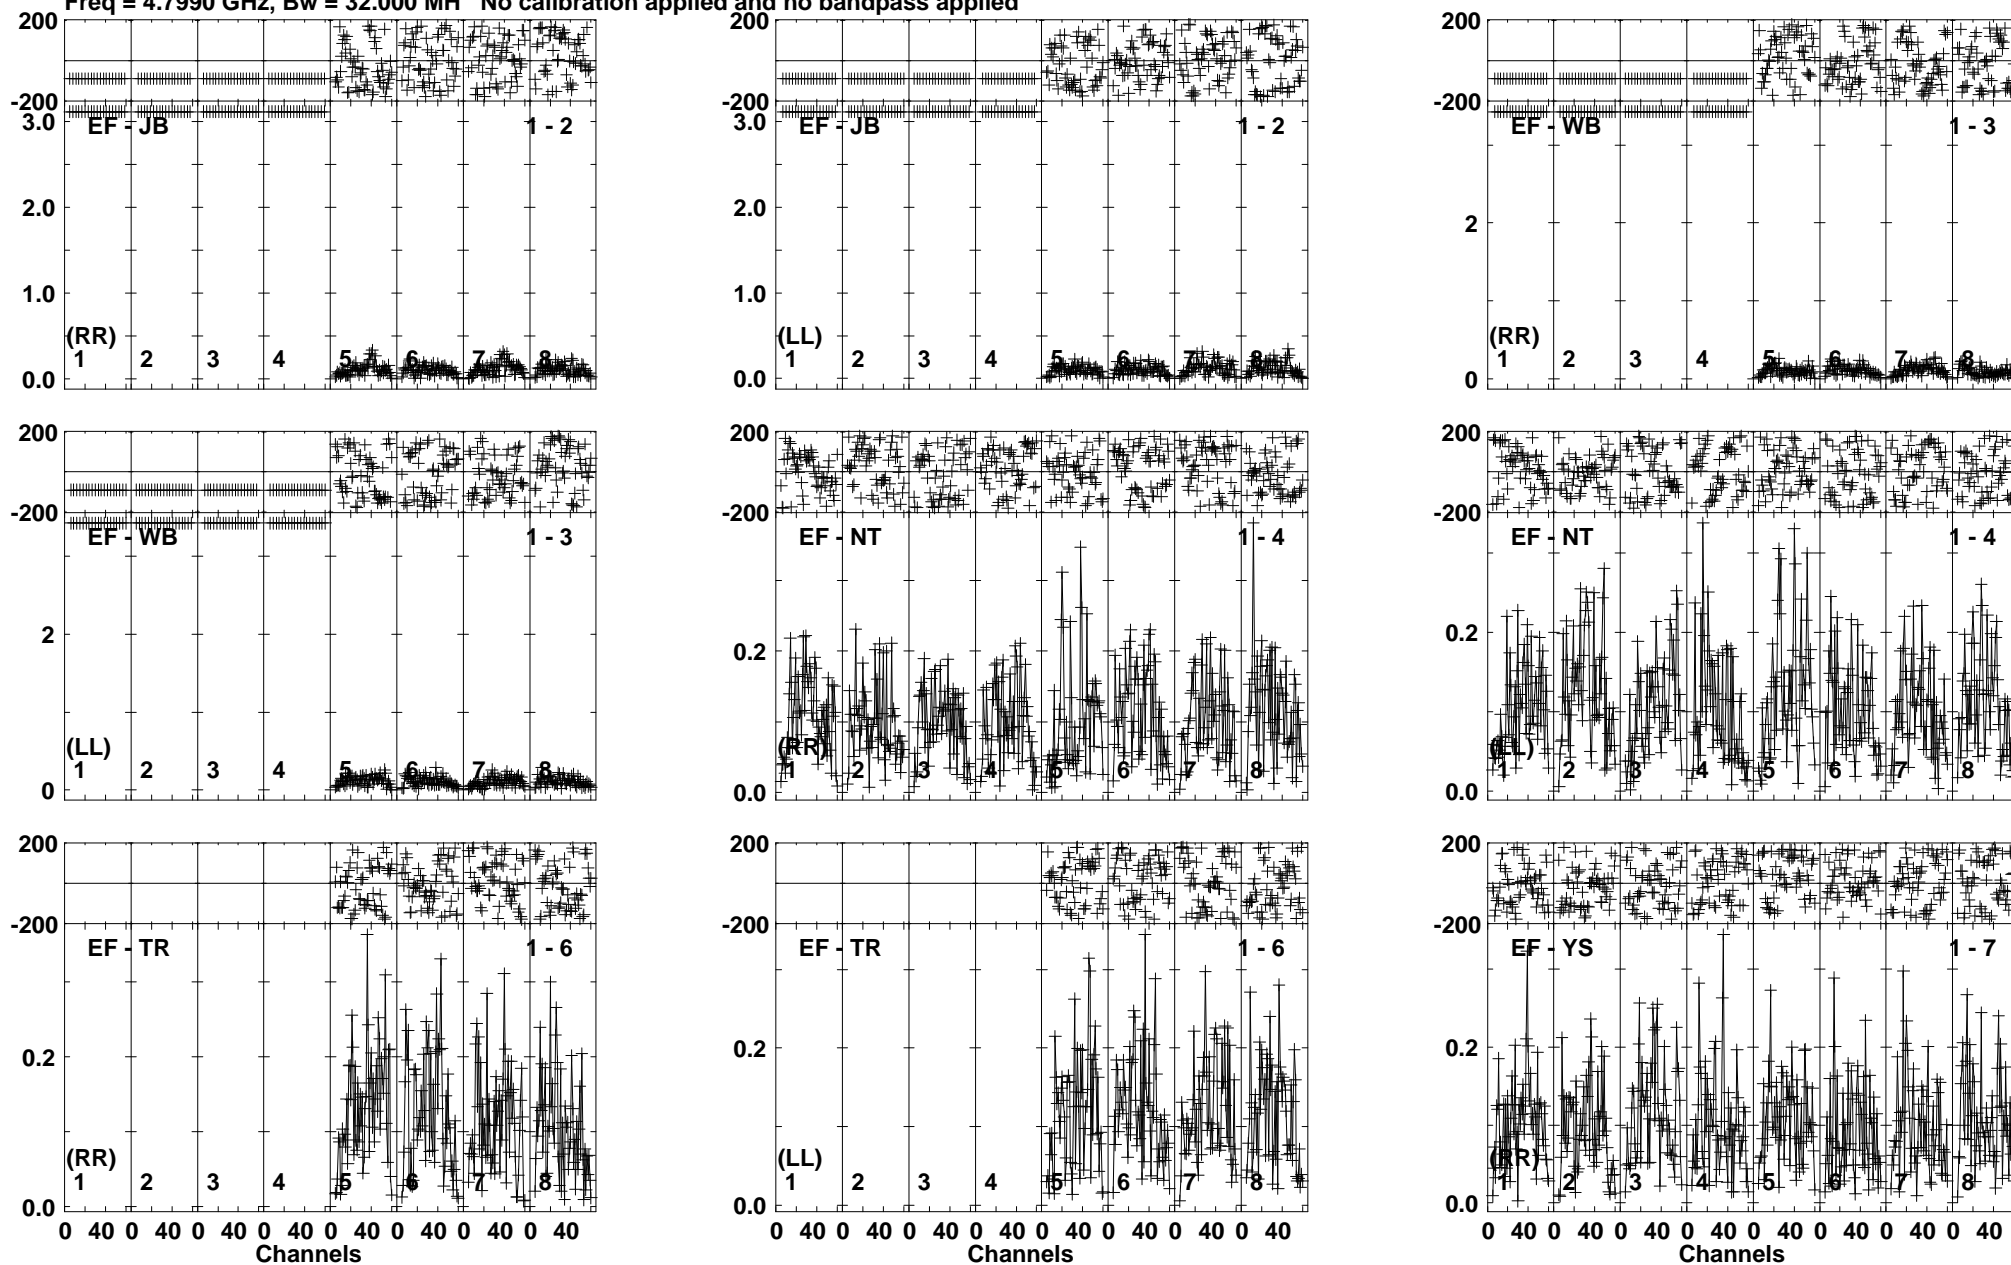 Freq = 4.7990 GHz, Bw = 32.000 MH No calibration applied and no bandpass applied
200
-200
EF - JB 1 - 2
3.0
2.0
1.0
0.0
(RR)
1 2 3 4 5 6 7 8
200
-200
EF - JB 1 - 2
3.0
2.0
1.0
0.0
(LL)
1 2 3 4 5 6 7 8
200
-200
EF - WB 1 - 3
2
0
(RR)
1 2 3 4 5 6 7 8
200
-200
EF - WB 1 - 3
2
0
(LL)
1 2 3 4 5 6 7 8
200
-200
EF - NT 1 - 4
0.2
0.0
(RR)
1 2 3 4 5 6 7 8
200
-200
EF - NT 1 - 4
0.2
0.0
(LL)
1 2 3 4 5 6 7 8
200
-200
EF - TR 1 - 6
0.2
0.0
(RR)
1 2 3 4 5 6 7 8
0 40 0 40 0 40 0 40 0 40 0 40 0 40 0 40
Channels
200
-200
EF - TR 1 - 6
0.2
0.0
(LL)
1 2 3 4 5 6 7 8
0 40 0 40 0 40 0 40 0 40 0 40 0 40 0 40
Channels
200
-200
EF - YS 1 - 7
0.2
0.0
(RR)
1 2 3 4 5 6 7 8
0 40 0 40 0 40 0 40 0 40 0 40 0 40 0 40
Channels